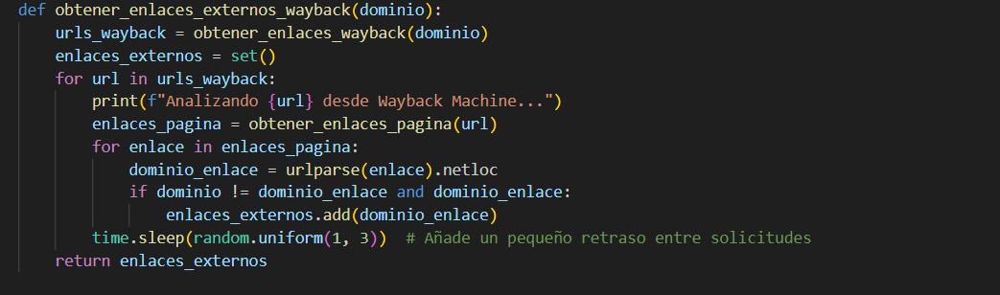 def obtener_enlaces_externos_wayback(dominio):
    urls_wayback = obtener_enlaces_wayback(dominio)
    enlaces_externos = set()
    for url in urls_wayback:
        print(f"Analizando {url} desde Wayback Machine...")
        enlaces_pagina = obtener_enlaces_pagina(url)
        for enlace in enlaces_pagina:
            dominio_enlace = urlparse(enlace).netloc
            if dominio != dominio_enlace and dominio_enlace:
                enlaces_externos.add(dominio_enlace)
        time.sleep(random.uniform(1, 3))  # Añade un pequeño retraso entre solicitudes
    return enlaces_externos